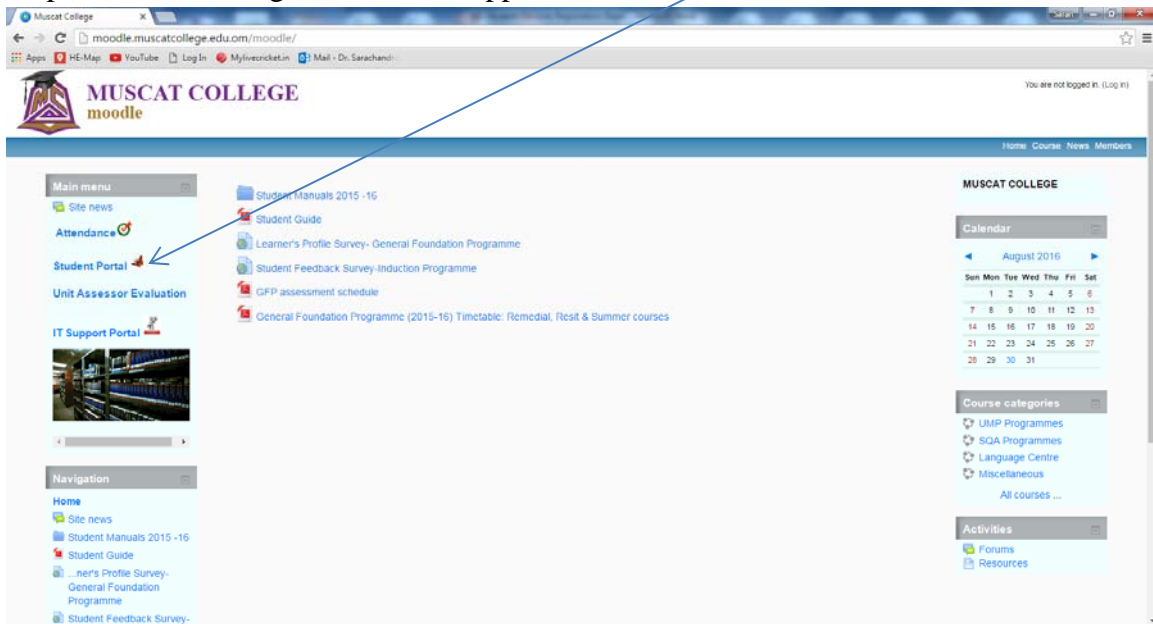 Muscat College
moodle.muscatcollege.edu.om/moodle/
Apps HE-Map YouTube Log In Mylivecricket.in Mail - Dr. Sarachand
MUSCAT COLLEGE
moodle
You are not logged in. (Log in)
Home Course News Members
Main menu
Site news
Attendance
Student Portal
Unit Assessor Evaluation
IT Support Portal
Navigation
Home
Site news
Student Manuals 2015 -16
Student Guide
...ner's Profile Survey-
General Foundation
Programme
Student Feedback Survey-
Student Manuals 2015 -16
Student Guide
Learner's Profile Survey- General Foundation Programme
Student Feedback Survey-Induction Programme
GFP assessment schedule
General Foundation Programme (2015-16) Timetable: Remedial, Resit & Summer courses
MUSCAT COLLEGE
Calendar
◄ August 2016 ►
Sun Mon Tue Wed Thu Fri Sat
1 2 3 4 5 6
7 8 9 10 11 12 13
14 15 16 17 18 19 20
21 22 23 24 25 26 27
28 29 30 31
Course categories
UMP Programmes
SQA Programmes
Language Centre
Miscellaneous
All courses ...
Activities
Forums
Resources